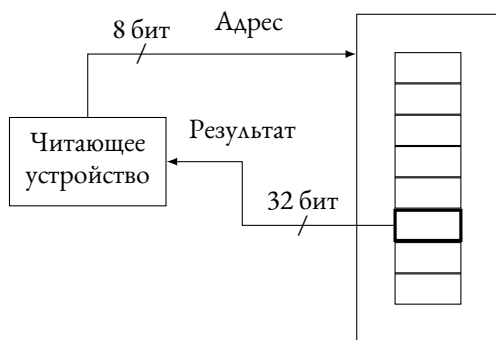 8 бит
Адрес
Читающее
устройство
Результат
32 бит